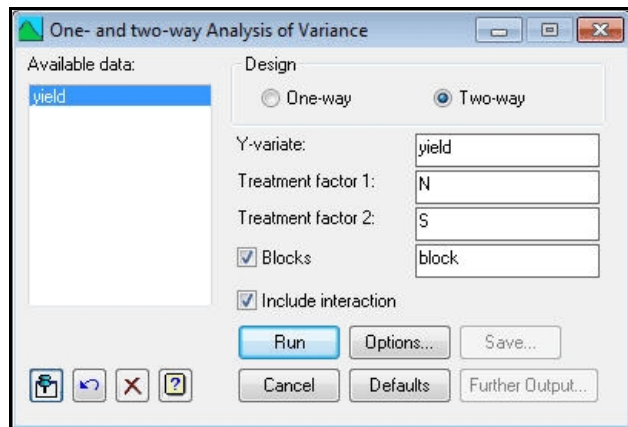 One- and two-way Analysis of Variance
Available data:
yield
Design
One-way
Two-way
Y-variate:
yield
Treatment factor 1:
N
Treatment factor 2:
S
Blocks
block
Include interaction
Run
Options...
Save...
Cancel
Defaults
Further Output...